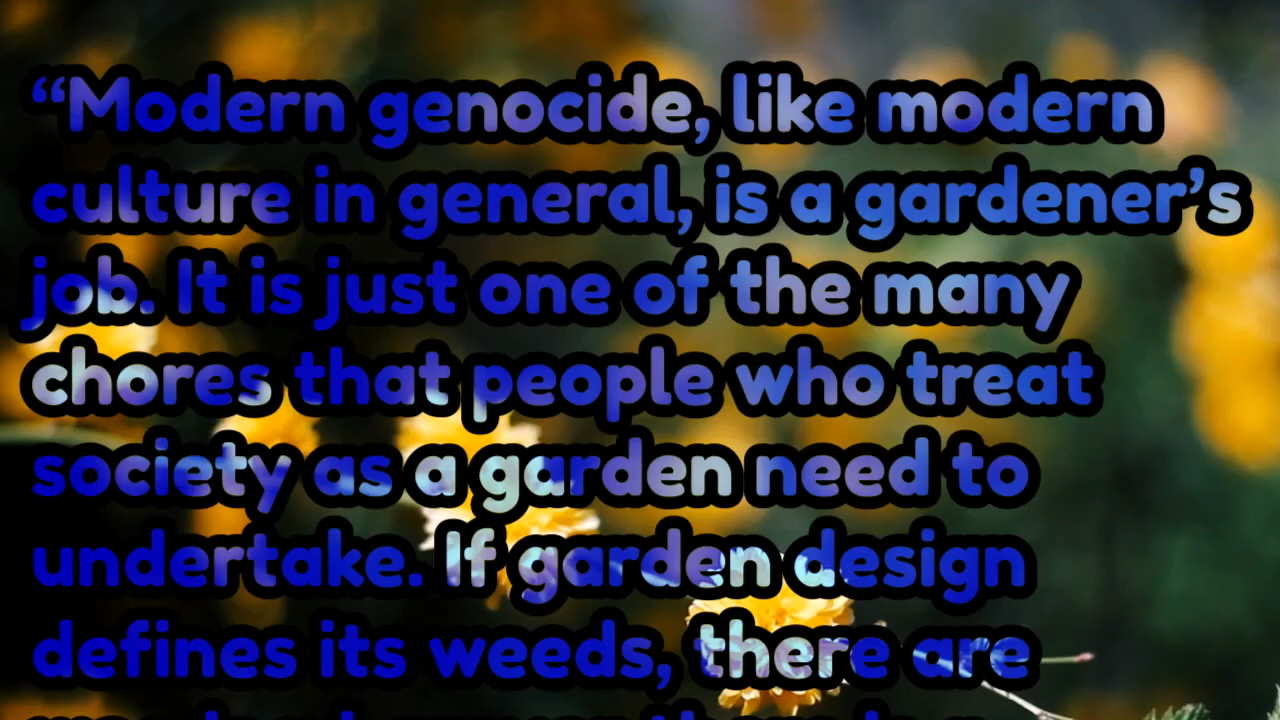 “Modern genocide, like modern
culture in general, is a gardener’s
job. It is just one of the many
chores that people who treat
society as a garden need to
undertake. If garden design
defines its weeds, there are